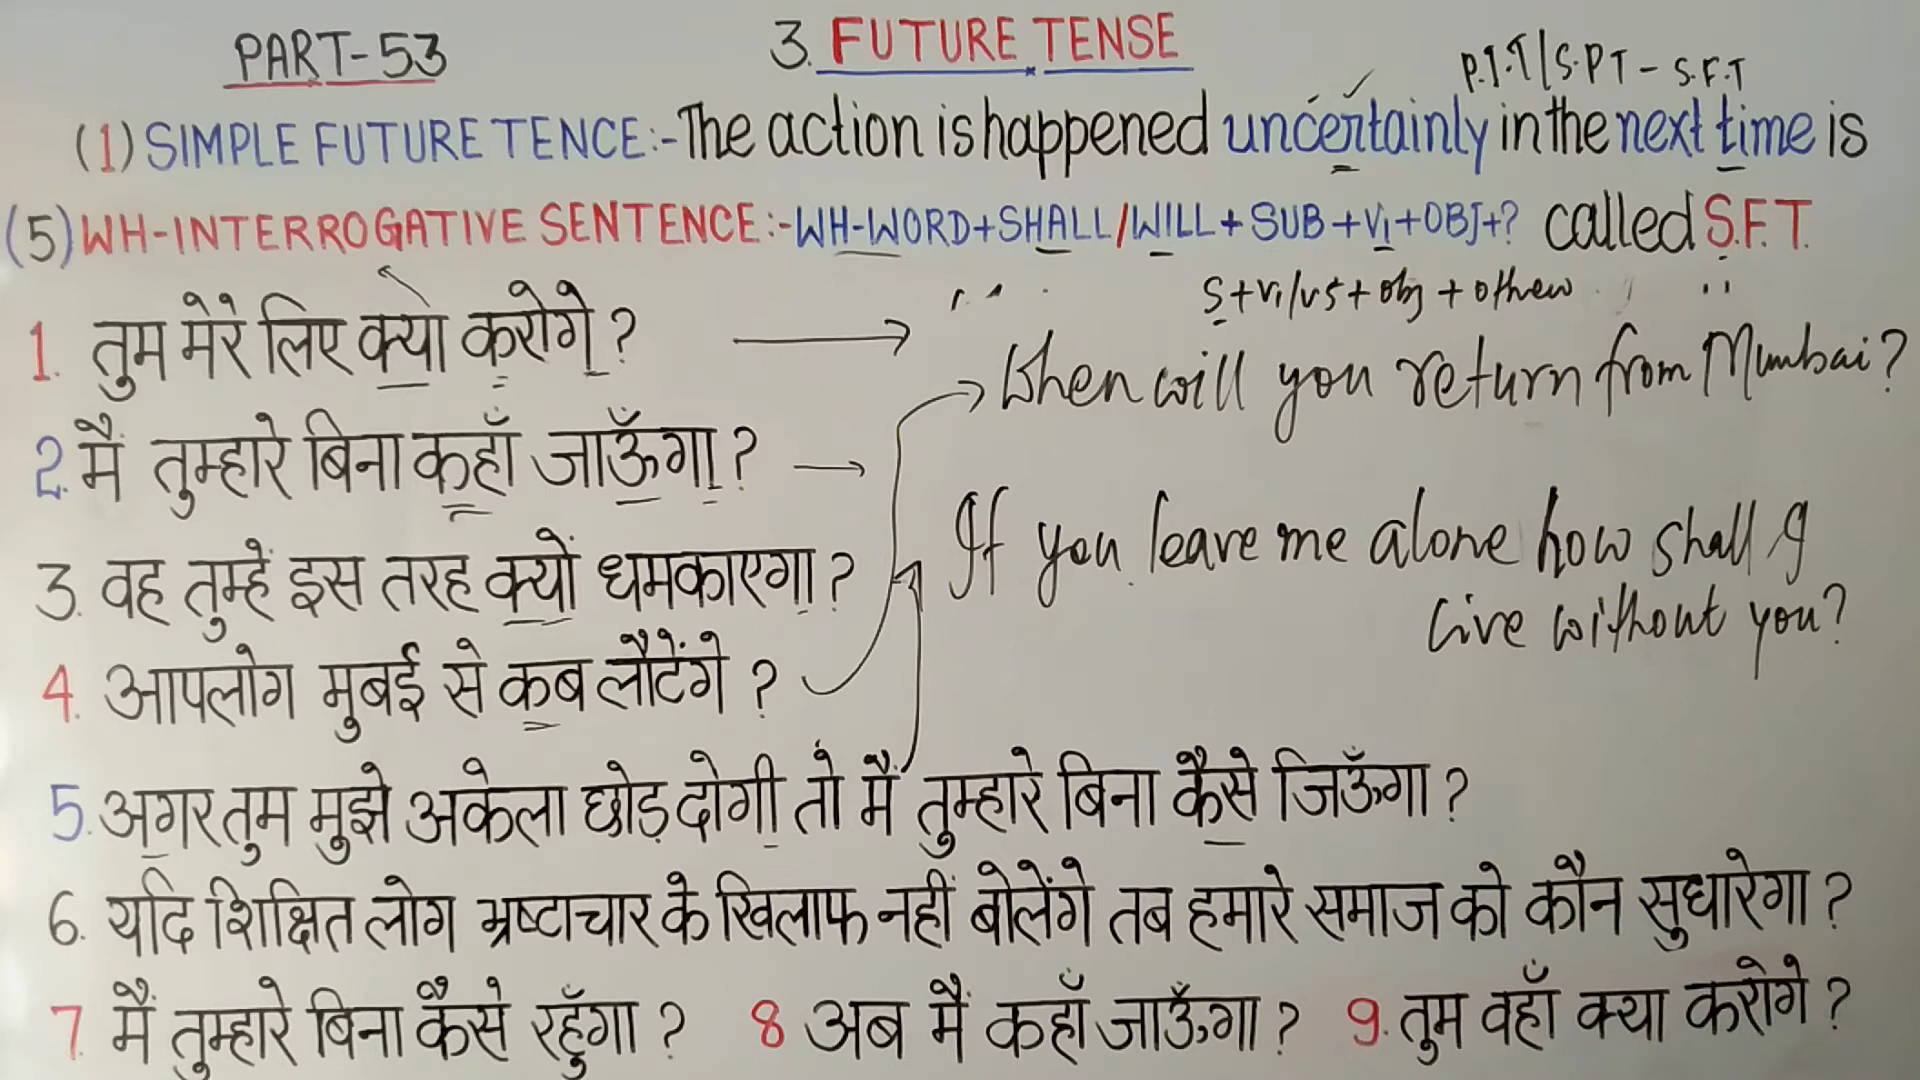 PART-53
3. FUTURE TENSE
P.I.T/S.PT - S.F.T
(1) SIMPLE FUTURE TENCE:- The action is happened uncertainly in the next time is
(5) WH-INTERROGATIVE SENTENCE:- WH-WORD+SHALL/WILL+SUB+V1+OBJ+? called S.F.T.
S+V1/V5+obj+other
1. तुम मेरे लिए क्या करोगे?
When will you return from Mumbai?
2. मैं तुम्हारे बिना कहाँ जाऊँगा?
3. वह तुम्हें इस तरह क्यों धमकाएगा?
If you leave me alone how shall I
live without you?
4. आपलोग मुबई से कब लौटेंगे?
5. अगर तुम मुझे अकेला छोड़ दोगी तो मैं तुम्हारे बिना कैसे जिऊँगा?
6. यदि शिक्षित लोग भ्रष्टाचार के खिलाफ नहीं बोलेंगे तब हमारे समाज को कौन सुधारेगा?
7. मैं तुम्हारे बिना कैसे रहुँगा? 8 अब मैं कहाँ जाऊँगा? 9. तुम वहाँ क्या करोगे?